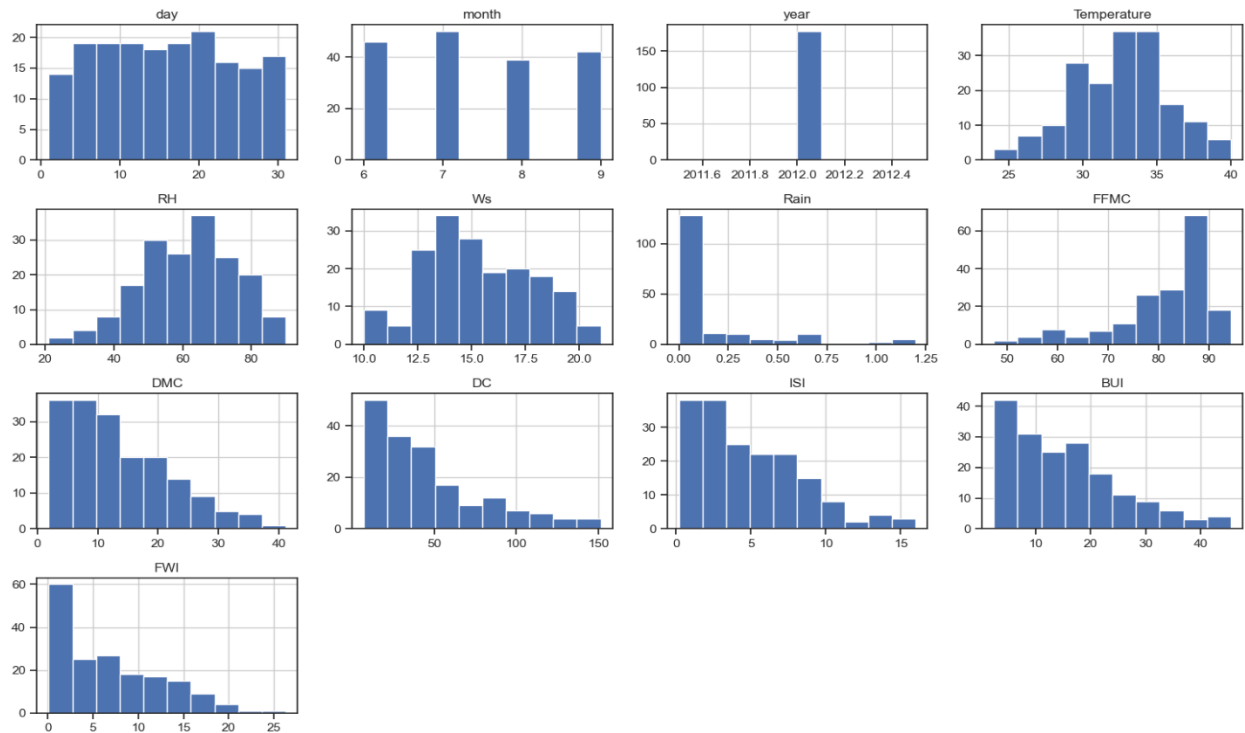 day month year Temperature
20 40 150 30
15 100 20
10 20 50 10
5
0 0 0 0
0 10 20 30 6 7 8 9 2011.6 2011.8 2012.0 2012.2 2012.4 25 30 35 40
RH Ws Rain FFMC
30 30 100 60
20 20 40
10 10 50 20
0 0 0 0
20 40 60 80 10.0 12.5 15.0 17.5 20.0 0.00 0.25 0.50 0.75 1.00 1.25 50 60 70 80 90
DMC DC ISI BUI
30 40 30 40
20 20 30
10 20 10 20
10
0 0 0 0
0 10 20 30 40 50 100 150 0 5 10 15 10 20 30 40
FWI
60
40
20
0
0 5 10 15 20 25